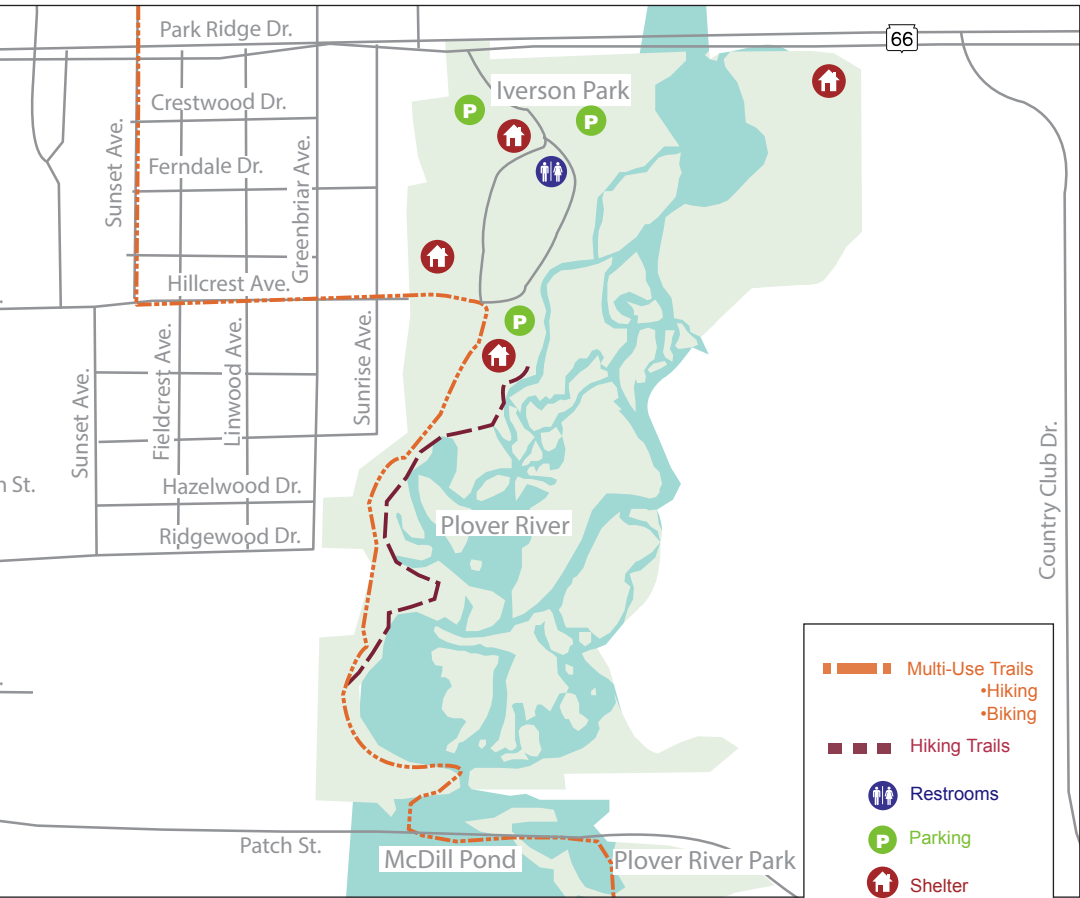 Park Ridge Dr.
66
Iverson Park
Crestwood Dr.
P
P
Sunset Ave.
Ferndale Dr.
Greenbriar Ave.
Hillcrest Ave.
P
Sunset Ave.
Fieldcrest Ave.
Linwood Ave.
Sunrise Ave.
Country Club Dr.
n St.
Hazelwood Dr.
Plover River
Ridgewood Dr.
Multi-Use Trails
•Hiking
•Biking
Hiking Trails
Restrooms
P Parking
Shelter
Patch St.
McDill Pond
Plover River Park